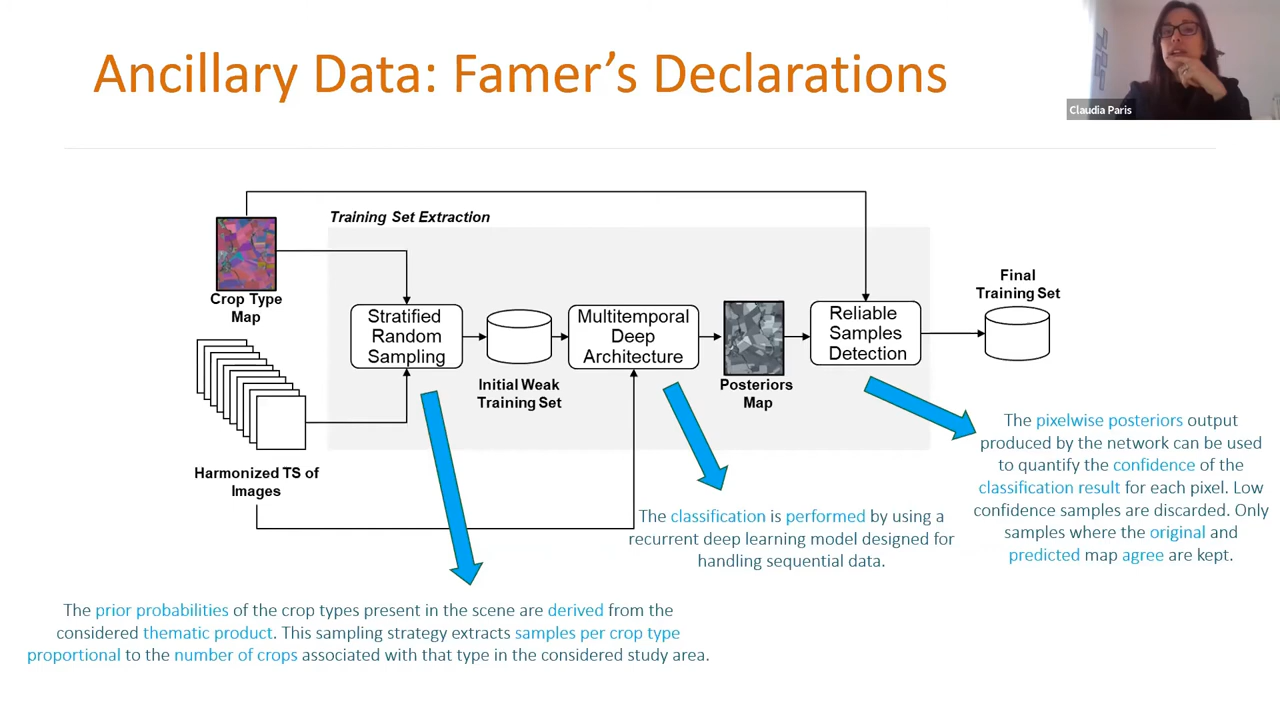 Ancillary Data: Famer's Declarations
Claudia Paris
Training Set Extraction
Crop Type
Map
Stratified
Random
Sampling
Initial Weak
Training Set
Multitemporal
Deep
Architecture
Posteriors
Map
Reliable
Samples
Detection
Final
Training Set
Harmonized TS of
Images
The pixelwise posteriors output
produced by the network can be used
to quantify the confidence of the
classification result for each pixel. Low
confidence samples are discarded. Only
samples where the original and
predicted map agree are kept.
The classification is performed by using a
recurrent deep learning model designed for
handling sequential data.
The prior probabilities of the crop types present in the scene are derived from the
considered thematic product. This sampling strategy extracts samples per crop type
proportional to the number of crops associated with that type in the considered study area.